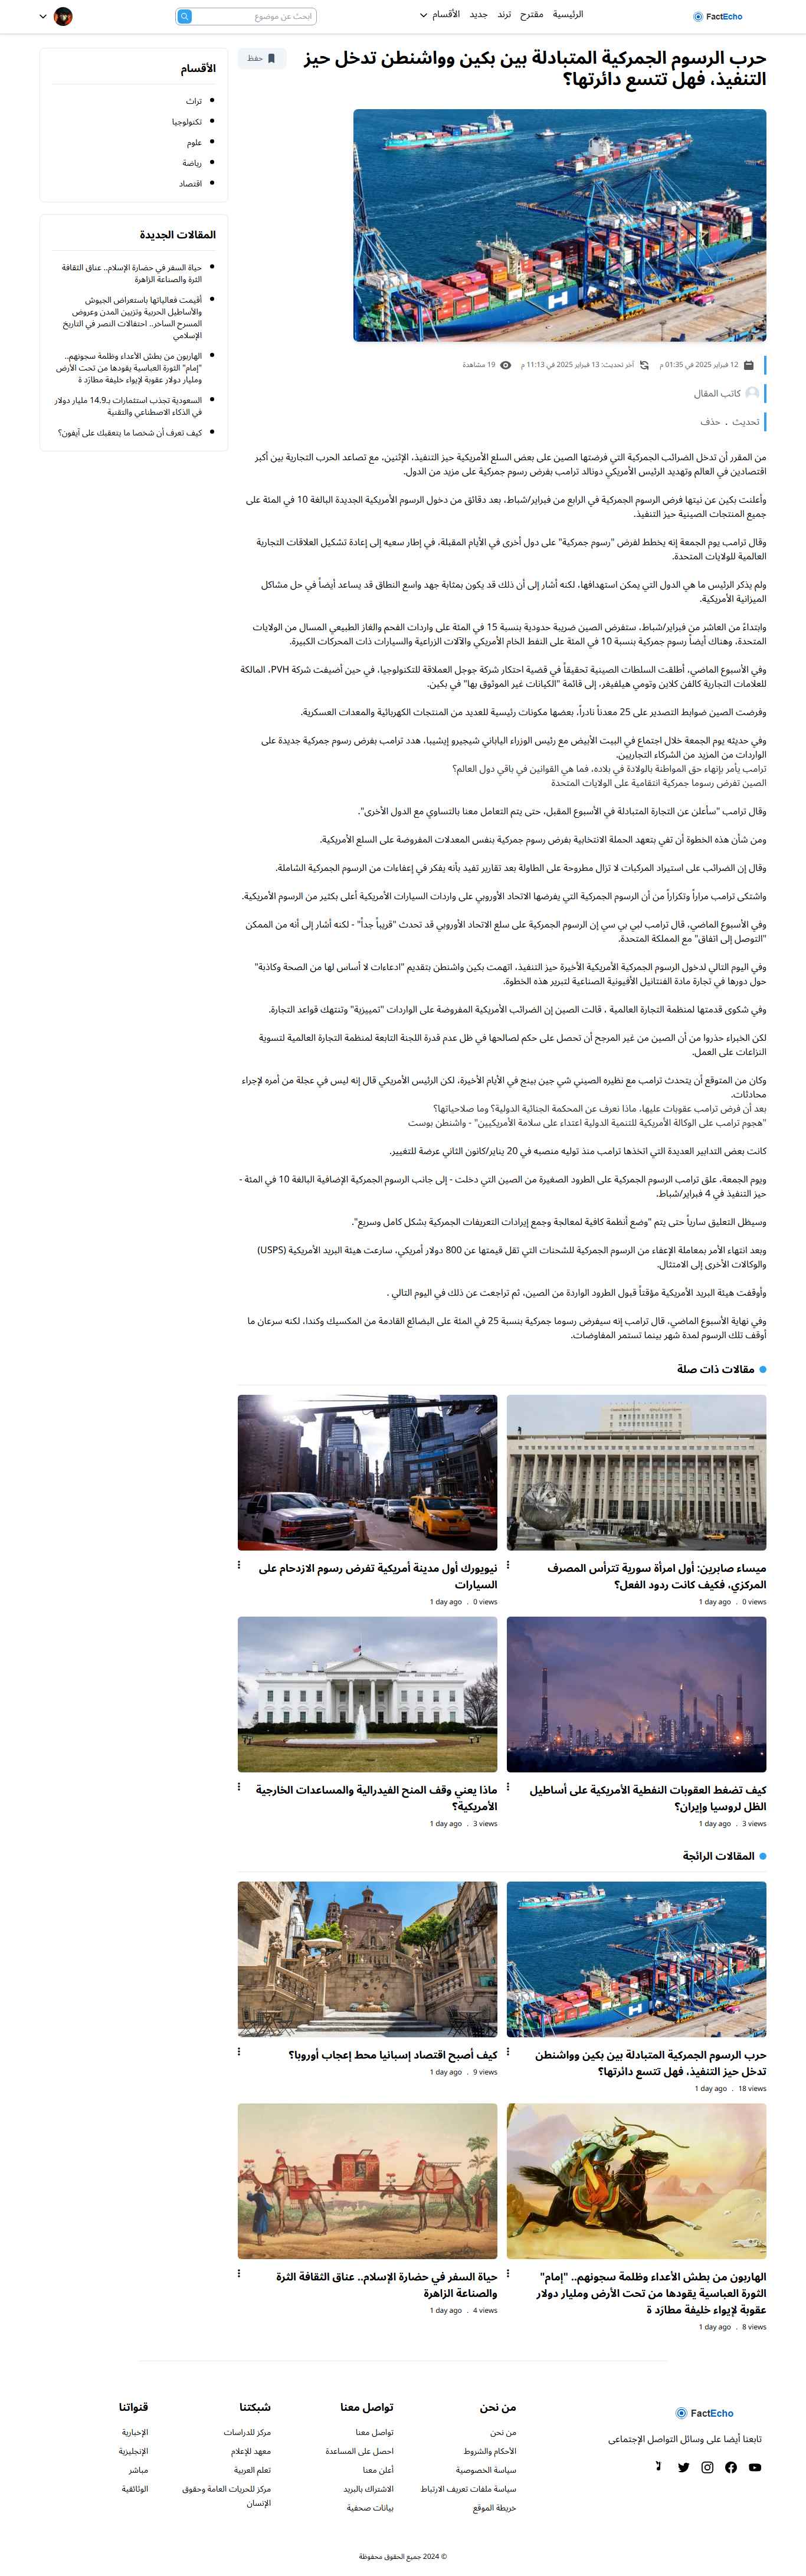 FactEcho
الرئيسية
مقترح
ترند
جديد
الأقسام
ابحث عن موضوع
حرب الرسوم الجمركية المتبادلة بين بكين وواشنطن تدخل حيز
التنفيذ، فهل تتسع دائرتها؟
حفظ
12 فبراير 2025 في 01:35 م
آخر تحديث: 13 فبراير 2025 في 11:13 م
19 مشاهدة
كاتب المقال
تحديث . حذف
من المقرر أن تدخل الضرائب الجمركية التي فرضتها الصين على بعض السلع الأمريكية حيز التنفيذ، الإثنين، مع تصاعد الحرب التجارية بين أكبر
اقتصادين في العالم وتهديد الرئيس الأمريكي دونالد ترامب بفرض رسوم جمركية على مزيد من الدول.
وأعلنت بكين عن نيتها فرض الرسوم الجمركية في الرابع من فبراير/شباط، بعد دقائق من دخول الرسوم الأمريكية الجديدة البالغة 10 في المئة على
جميع المنتجات الصينية حيز التنفيذ.
وقال ترامب يوم الجمعة إنه يخطط لفرض "رسوم جمركية" على دول أخرى في الأيام المقبلة، في إطار سعيه إلى إعادة تشكيل العلاقات التجارية
العالمية للولايات المتحدة.
ولم يذكر الرئيس ما هي الدول التي يمكن استهدافها، لكنه أشار إلى أن ذلك قد يكون بمثابة جهد واسع النطاق قد يساعد أيضاً في حل مشاكل
الميزانية الأمريكية.
وابتداءً من العاشر من فبراير/شباط، ستفرض الصين ضريبة حدودية بنسبة 15 في المئة على واردات الفحم والغاز الطبيعي المسال من الولايات
المتحدة، وهناك أيضاً رسوم جمركية بنسبة 10 في المئة على النفط الخام الأمريكي والآلات الزراعية والسيارات ذات المحركات الكبيرة.
وفي الأسبوع الماضي، أطلقت السلطات الصينية تحقيقاً في قضية احتكار شركة جوجل العملاقة للتكنولوجيا، في حين أضيفت شركة PVH، المالكة
للعلامات التجارية كالفن كلاين وتومي هيلفيغر، إلى قائمة "الكيانات غير الموثوق بها" في بكين.
وفرضت الصين ضوابط التصدير على 25 معدناً نادراً، بعضها مكونات رئيسية للعديد من المنتجات الكهربائية والمعدات العسكرية.
وفي حديثه يوم الجمعة خلال اجتماع في البيت الأبيض مع رئيس الوزراء الياباني شيجيرو إيشيبا، هدد ترامب بفرض رسوم جمركية جديدة على
الواردات من المزيد من الشركاء التجاريين.
ترامب يأمر بإنهاء حق المواطنة بالولادة في بلاده، فما هي القوانين في باقي دول العالم؟
الصين تفرض رسوما جمركية انتقامية على الولايات المتحدة
وقال ترامب "سأعلن عن التجارة المتبادلة في الأسبوع المقبل، حتى يتم التعامل معنا بالتساوي مع الدول الأخرى".
ومن شأن هذه الخطوة أن تفي بتعهد الحملة الانتخابية بفرض رسوم جمركية بنفس المعدلات المفروضة على السلع الأمريكية.
وقال إن الضرائب على استيراد المركبات لا تزال مطروحة على الطاولة بعد تقارير تفيد بأنه يفكر في إعفاءات من الرسوم الجمركية الشاملة.
واشتكى ترامب مراراً وتكراراً من أن الرسوم الجمركية التي يفرضها الاتحاد الأوروبي على واردات السيارات الأمريكية أعلى بكثير من الرسوم الأمريكية.
وفي الأسبوع الماضي، قال ترامب لبي بي سي إن الرسوم الجمركية على سلع الاتحاد الأوروبي قد تحدث "قريباً جداً" - لكنه أشار إلى أنه من الممكن
"التوصل إلى اتفاق" مع المملكة المتحدة.
وفي اليوم التالي لدخول الرسوم الجمركية الأمريكية الأخيرة حيز التنفيذ، اتهمت بكين واشنطن بتقديم "ادعاءات لا أساس لها من الصحة وكاذبة"
حول دورها في تجارة مادة الفنتانيل الأفيونية الصناعية لتبرير هذه الخطوة.
وفي شكوى قدمتها لمنظمة التجارة العالمية ، قالت الصين إن الضرائب الأمريكية المفروضة على الواردات "تمييزية" وتنتهك قواعد التجارة.
لكن الخبراء حذروا من أن الصين من غير المرجح أن تحصل على حكم لصالحها في ظل عدم قدرة اللجنة التابعة لمنظمة التجارة العالمية لتسوية
النزاعات على العمل.
وكان من المتوقع أن يتحدث ترامب مع نظيره الصيني شي جين بينج في الأيام الأخيرة، لكن الرئيس الأمريكي قال إنه ليس في عجلة من أمره لإجراء
محادثات.
بعد أن فرض ترامب عقوبات عليها، ماذا نعرف عن المحكمة الجنائية الدولية؟ وما صلاحياتها؟
"هجوم ترامب على الوكالة الأمريكية للتنمية الدولية اعتداء على سلامة الأمريكيين" - واشنطن بوست
كانت بعض التدابير العديدة التي اتخذها ترامب منذ توليه منصبه في 20 يناير/كانون الثاني عرضة للتغيير.
ويوم الجمعة، علق ترامب الرسوم الجمركية على الطرود الصغيرة من الصين التي دخلت - إلى جانب الرسوم الجمركية الإضافية البالغة 10 في المئة -
حيز التنفيذ في 4 فبراير/شباط.
وسيظل التعليق سارياً حتى يتم "وضع أنظمة كافية لمعالجة وجمع إيرادات التعريفات الجمركية بشكل كامل وسريع".
وبعد انتهاء الأمر بمعاملة الإعفاء من الرسوم الجمركية للشحنات التي تقل قيمتها عن 800 دولار أمريكي، سارعت هيئة البريد الأمريكية (USPS)
والوكالات الأخرى إلى الامتثال.
وأوقفت هيئة البريد الأمريكية مؤقتاً قبول الطرود الواردة من الصين، ثم تراجعت عن ذلك في اليوم التالي .
وفي نهاية الأسبوع الماضي، قال ترامب إنه سيفرض رسوما جمركية بنسبة 25 في المئة على البضائع القادمة من المكسيك وكندا، لكنه سرعان ما
أوقف تلك الرسوم لمدة شهر بينما تستمر المفاوضات.
الأقسام
تراث
تكنولوجيا
علوم
رياضة
اقتصاد
المقالات الجديدة
حياة السفر في حضارة الإسلام.. عناق الثقافة
الثرة والصناعة الزاهرة
أقيمت فعالياتها باستعراض الجيوش
والأساطيل الحربية وتزيين المدن وعروض
المسرح الساخر.. احتفالات النصر في التاريخ
الإسلامي
الهاربون من بطش الأعداء وظلمة سجونهم..
"إمام" الثورة العباسية يقودها من تحت الأرض
ومليار دولار عقوبة لإيواء خليفة مطارَد ة
السعودية تجذب استثمارات بـ14.9 مليار دولار
في الذكاء الاصطناعي والتقنية
كيف تعرف أن شخصا ما يتعقبك على آيفون؟
مقالات ذات صلة
ميساء صابرين: أول امرأة سورية تترأس المصرف
المركزي، فكيف كانت ردود الفعل؟
1 day ago . 0 views
نيويورك أول مدينة أمريكية تفرض رسوم الازدحام على
السيارات
1 day ago . 0 views
كيف تضغط العقوبات النفطية الأمريكية على أساطيل
الظل لروسيا وإيران؟
1 day ago . 3 views
ماذا يعني وقف المنح الفيدرالية والمساعدات الخارجية
الأمريكية؟
1 day ago . 3 views
المقالات الرائجة
حرب الرسوم الجمركية المتبادلة بين بكين وواشنطن
تدخل حيز التنفيذ، فهل تتسع دائرتها؟
1 day ago . 18 views
كيف أصبح اقتصاد إسبانيا محط إعجاب أوروبا؟
1 day ago . 9 views
الهاربون من بطش الأعداء وظلمة سجونهم.. "إمام"
الثورة العباسية يقودها من تحت الأرض ومليار دولار
عقوبة لإيواء خليفة مطارَد ة
1 day ago . 8 views
حياة السفر في حضارة الإسلام.. عناق الثقافة الثرة
والصناعة الزاهرة
1 day ago . 4 views
FactEcho
تابعنا أيضا على وسائل التواصل الإجتماعى
من نحن
من نحن
الأحكام والشروط
سياسة الخصوصية
سياسة ملفات تعريف الارتباط
خريطة الموقع
تواصل معنا
تواصل معنا
احصل على المساعدة
أعلن معنا
الاشتراك بالبريد
بيانات صحفية
شبكتنا
مركز للدراسات
معهد للإعلام
تعلم العربية
مركز للحريات العامة وحقوق
الإنسان
قنواتنا
الإخبارية
الإنجليزية
مباشر
الوثائقية
© 2024 جميع الحقوق محفوظة